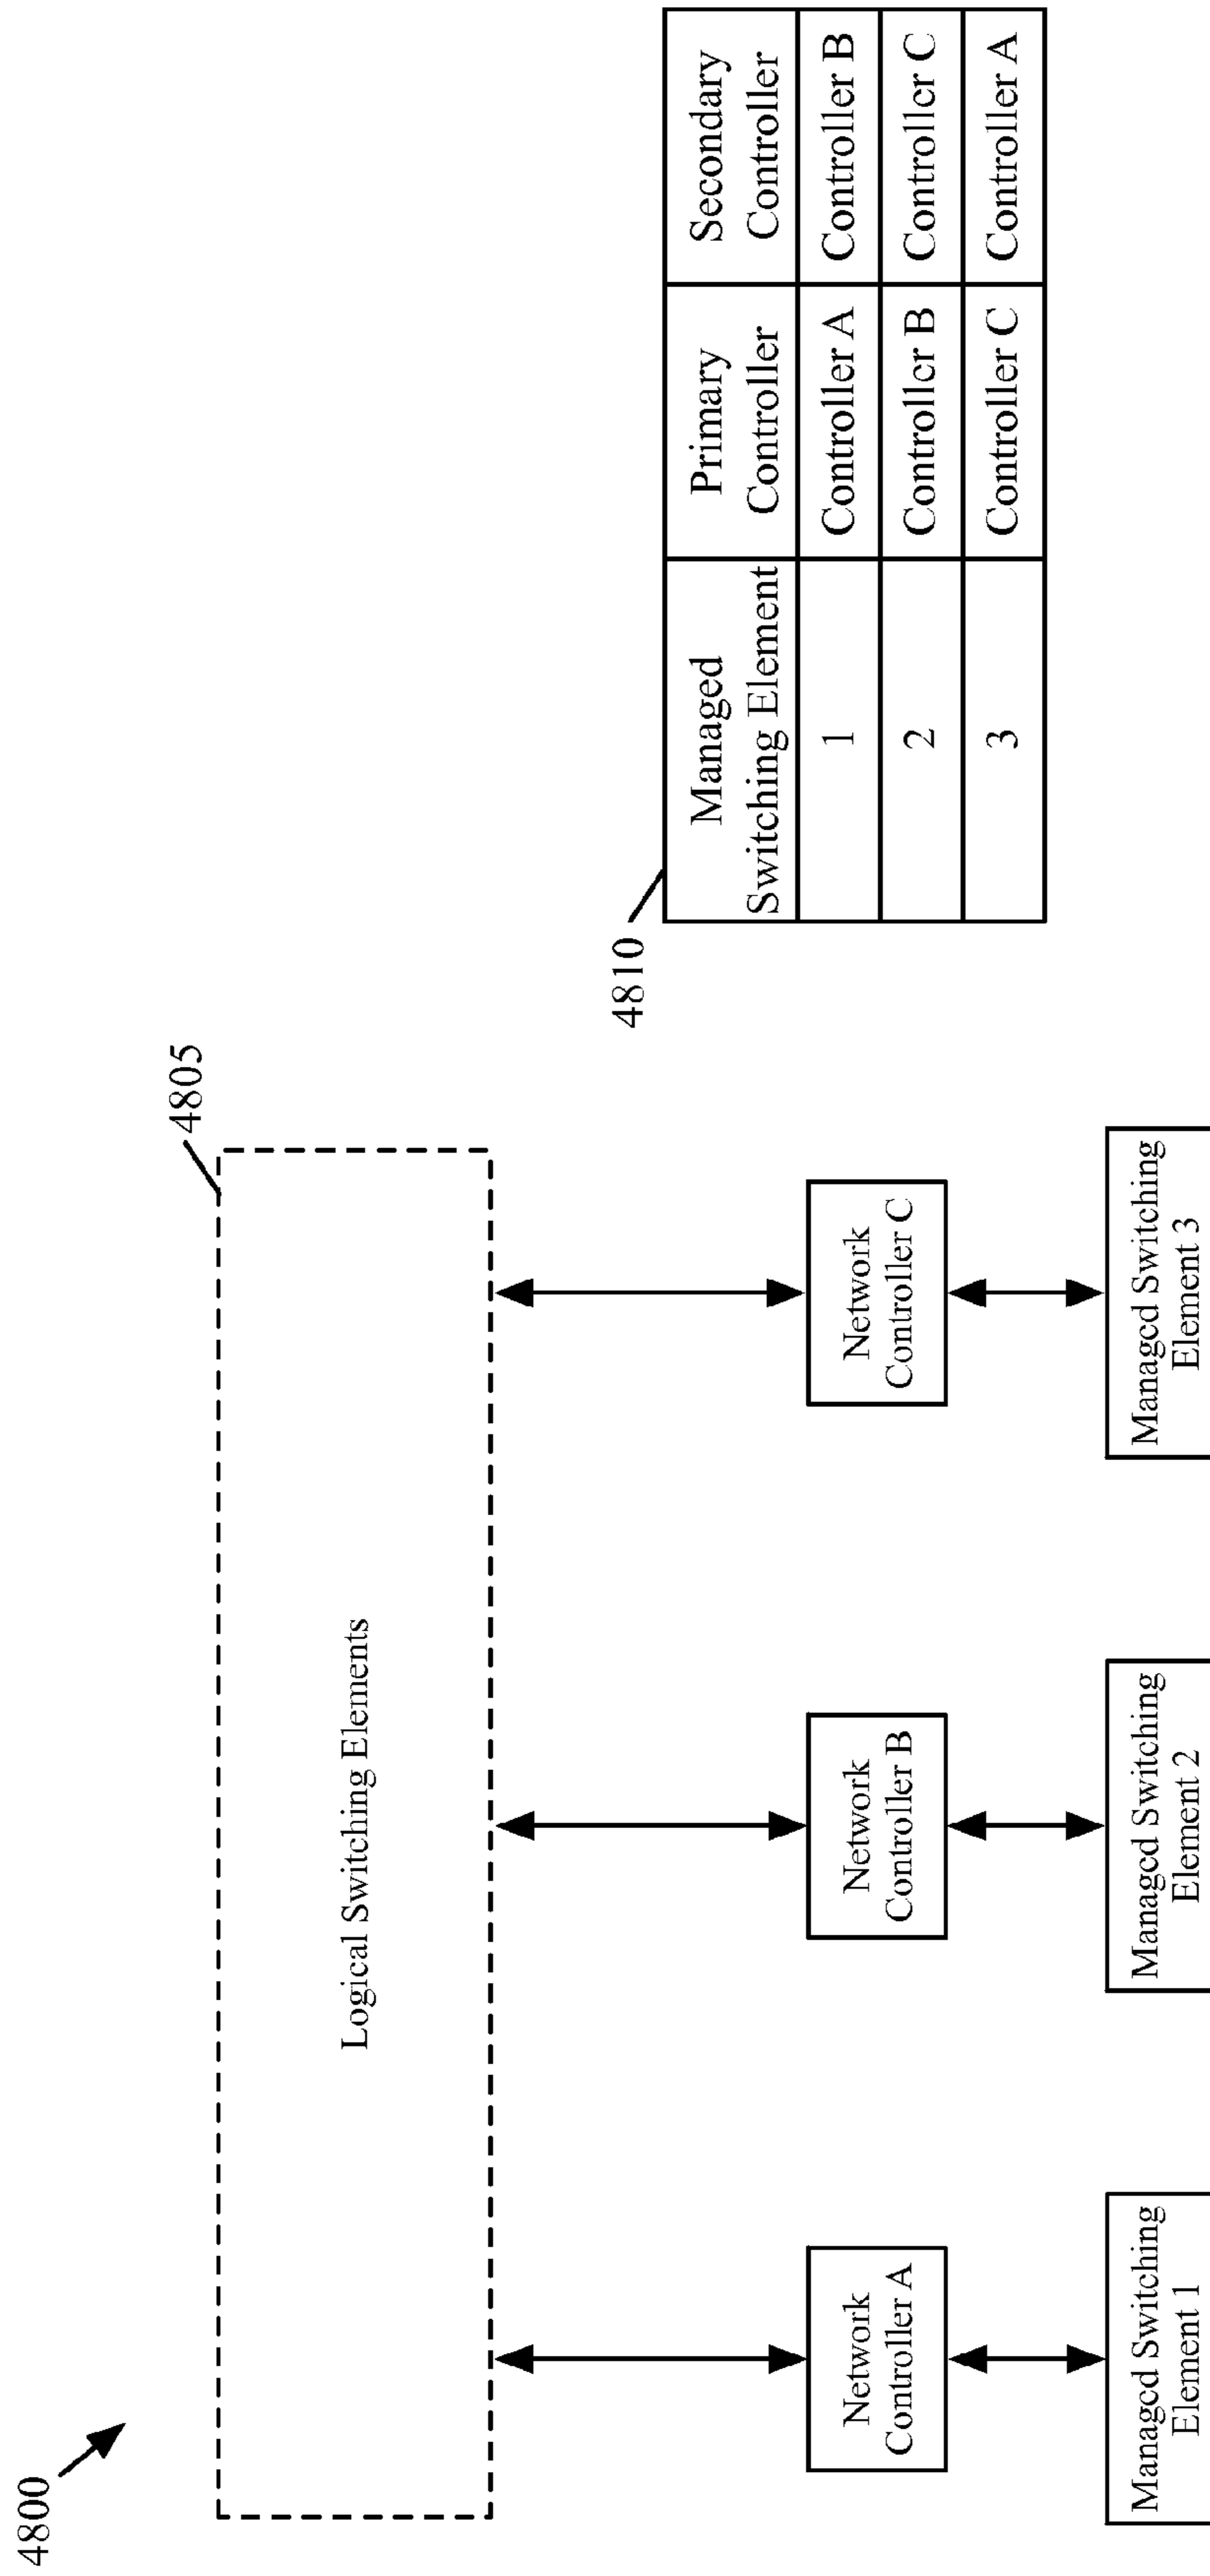 4800
4805
Logical Switching Elements
Network
Controller A
Network
Controller B
Network
Controller C
Managed Switching
Element 1
Managed Switching
Element 2
Managed Switching
Element 3
4810
Managed
Switching Element
Primary
Controller
Secondary
Controller
1
Controller A
Controller B
2
Controller B
Controller C
3
Controller C
Controller A